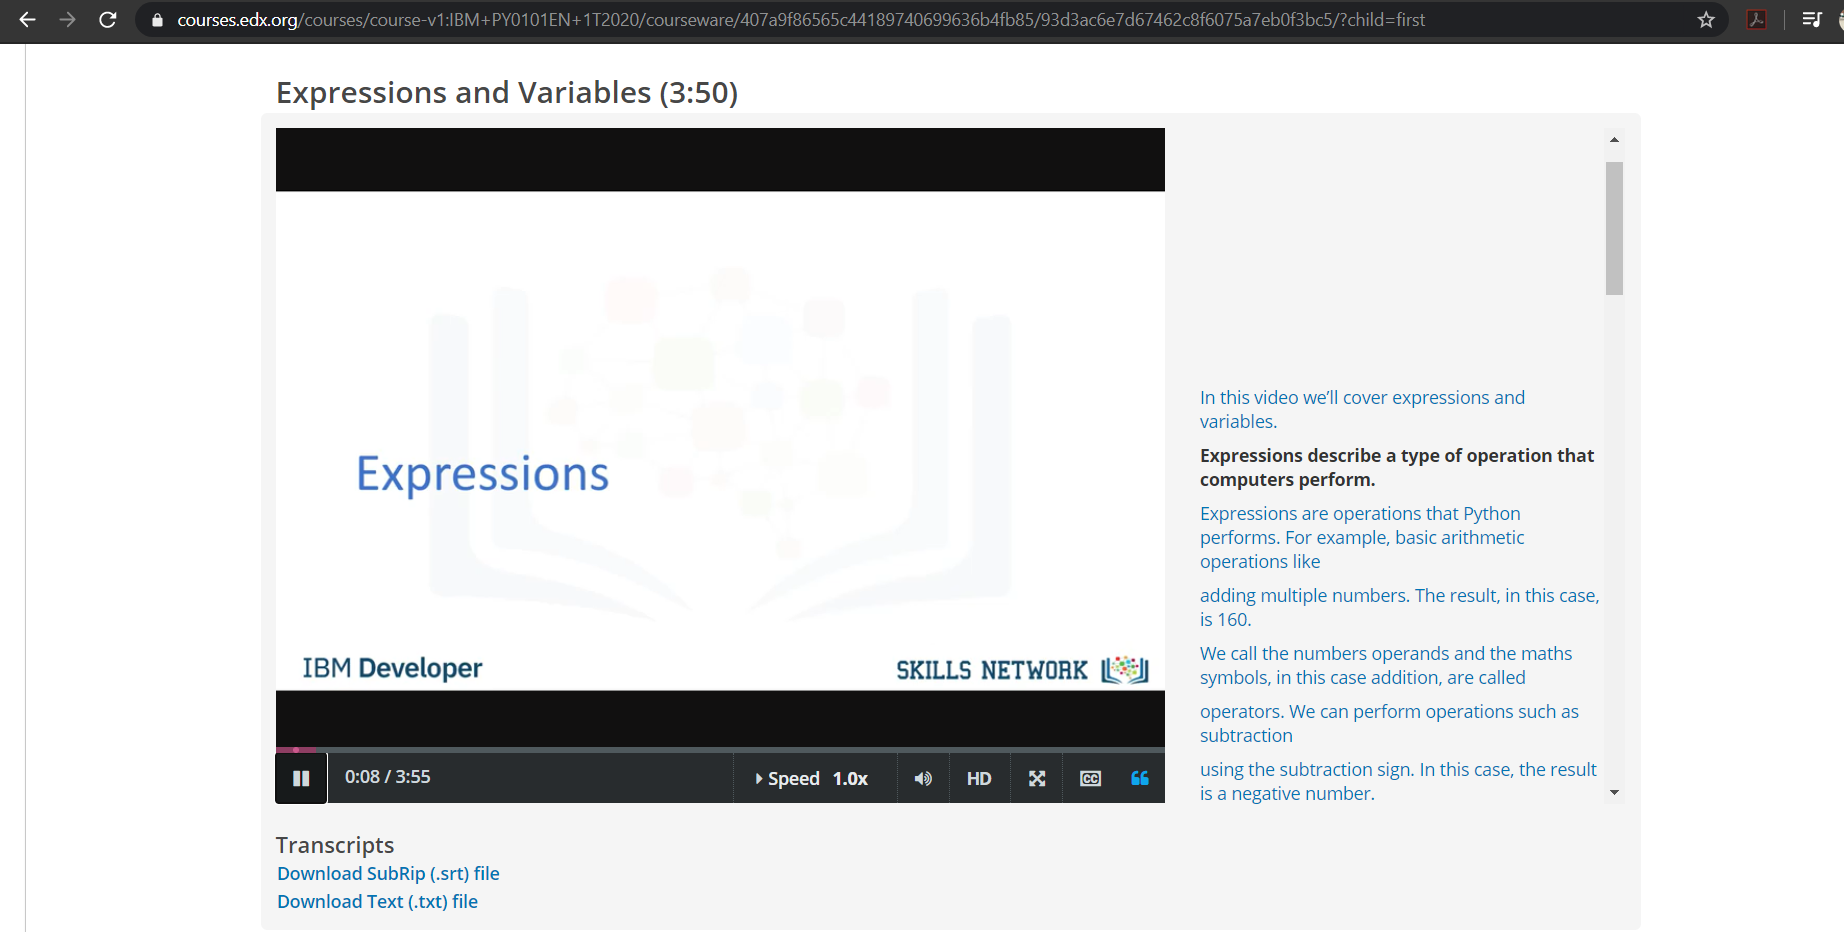 courses.edx.org/courses/course-v1:IBM+PY0101EN+1T2020/courseware/407a9f86565c44189740699636b4fb85/93d3ac6e7d67462c8f6075a7eb0f3bc5/?child=first
Expressions and Variables (3:50)
Expressions
IBM Developer
SKILLS NETWORK
0:08 / 3:55
Speed 1.0x
HD
CC
In this video we’ll cover expressions and
variables.
Expressions describe a type of operation that
computers perform.
Expressions are operations that Python
performs. For example, basic arithmetic
operations like
adding multiple numbers. The result, in this case,
is 160.
We call the numbers operands and the maths
symbols, in this case addition, are called
operators. We can perform operations such as
subtraction
using the subtraction sign. In this case, the result
is a negative number.
Transcripts
Download SubRip (.srt) file
Download Text (.txt) file